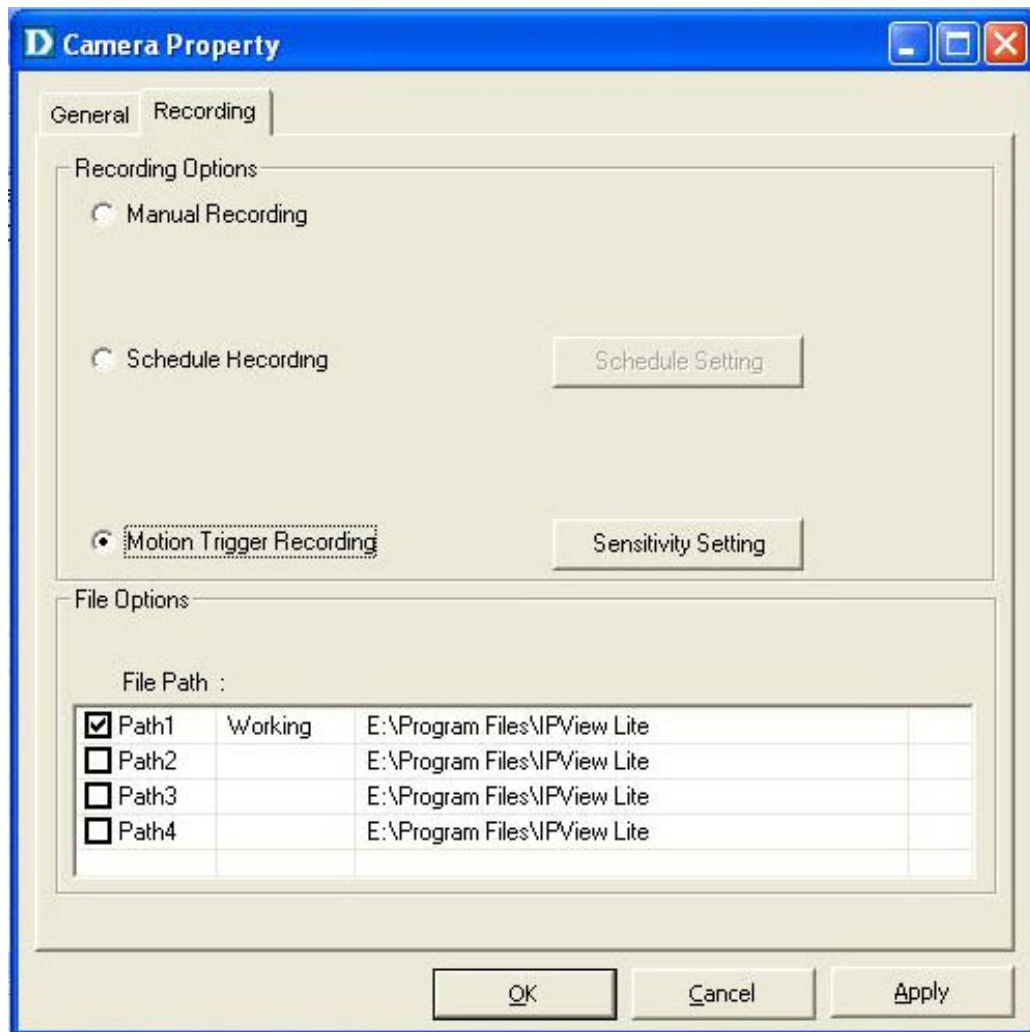 D Camera Property
General Recording
Recording Options
Manual Recording
Schedule Recording Schedule Setting
Motion Trigger Recording Sensitivity Setting
File Options
File Path :
Path1 Working E:\Program Files\IPView Lite
Path2 E:\Program Files\IPView Lite
Path3 E:\Program Files\IPView Lite
Path4 E:\Program Files\IPView Lite
OK Cancel Apply